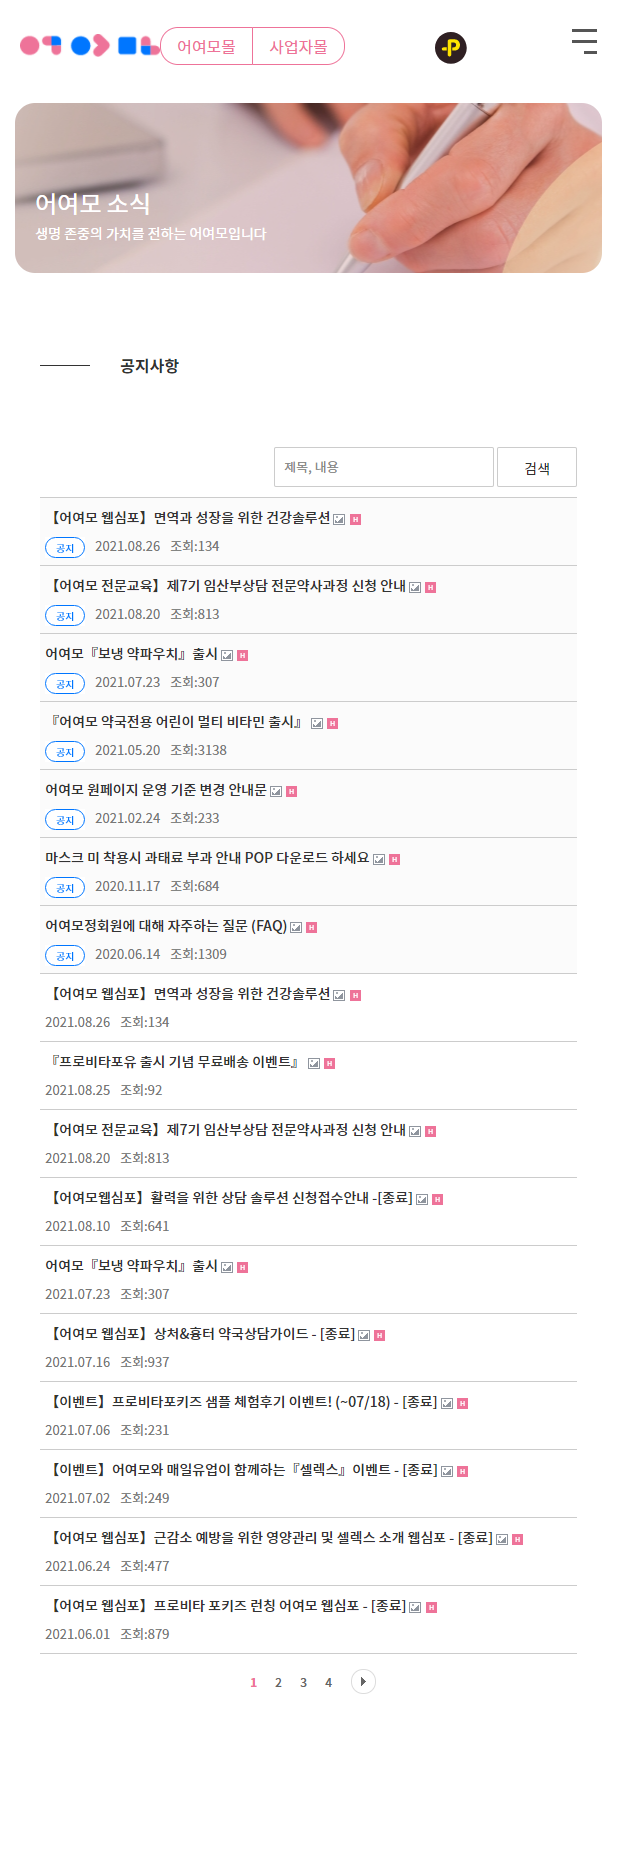 어여모몰 사업자몰
P
어여모 소식
생명 존중의 가치를 전하는 어여모입니다
공지사항
제목, 내용 검색
【어여모 웹심포】면역과 성장을 위한 건강솔루션 H
공지 2021.08.26 조회:134
【어여모 전문교육】제7기 임산부상담 전문약사과정 신청 안내 H
공지 2021.08.20 조회:813
어여모『보냉 약파우치』출시 H
공지 2021.07.23 조회:307
『어여모 약국전용 어린이 멀티 비타민 출시』 H
공지 2021.05.20 조회:3138
어여모 원페이지 운영 기준 변경 안내문 H
공지 2021.02.24 조회:233
마스크 미 착용시 과태료 부과 안내 POP 다운로드 하세요 H
공지 2020.11.17 조회:684
어여모정회원에 대해 자주하는 질문 (FAQ) H
공지 2020.06.14 조회:1309
【어여모 웹심포】면역과 성장을 위한 건강솔루션 H
2021.08.26 조회:134
『프로비타포유 출시 기념 무료배송 이벤트』 H
2021.08.25 조회:92
【어여모 전문교육】제7기 임산부상담 전문약사과정 신청 안내 H
2021.08.20 조회:813
【어여모웹심포】활력을 위한 상담 솔루션 신청접수안내 -[종료] H
2021.08.10 조회:641
어여모『보냉 약파우치』출시 H
2021.07.23 조회:307
【어여모 웹심포】상처&흉터 약국상담가이드 - [종료] H
2021.07.16 조회:937
【이벤트】프로비타포키즈 샘플 체험후기 이벤트! (~07/18) - [종료] H
2021.07.06 조회:231
【이벤트】어여모와 매일유업이 함께하는『셀렉스』이벤트 - [종료] H
2021.07.02 조회:249
【어여모 웹심포】근감소 예방을 위한 영양관리 및 셀렉스 소개 웹심포 - [종료] H
2021.06.24 조회:477
【어여모 웹심포】프로비타 포키즈 런칭 어여모 웹심포 - [종료] H
2021.06.01 조회:879
1 2 3 4